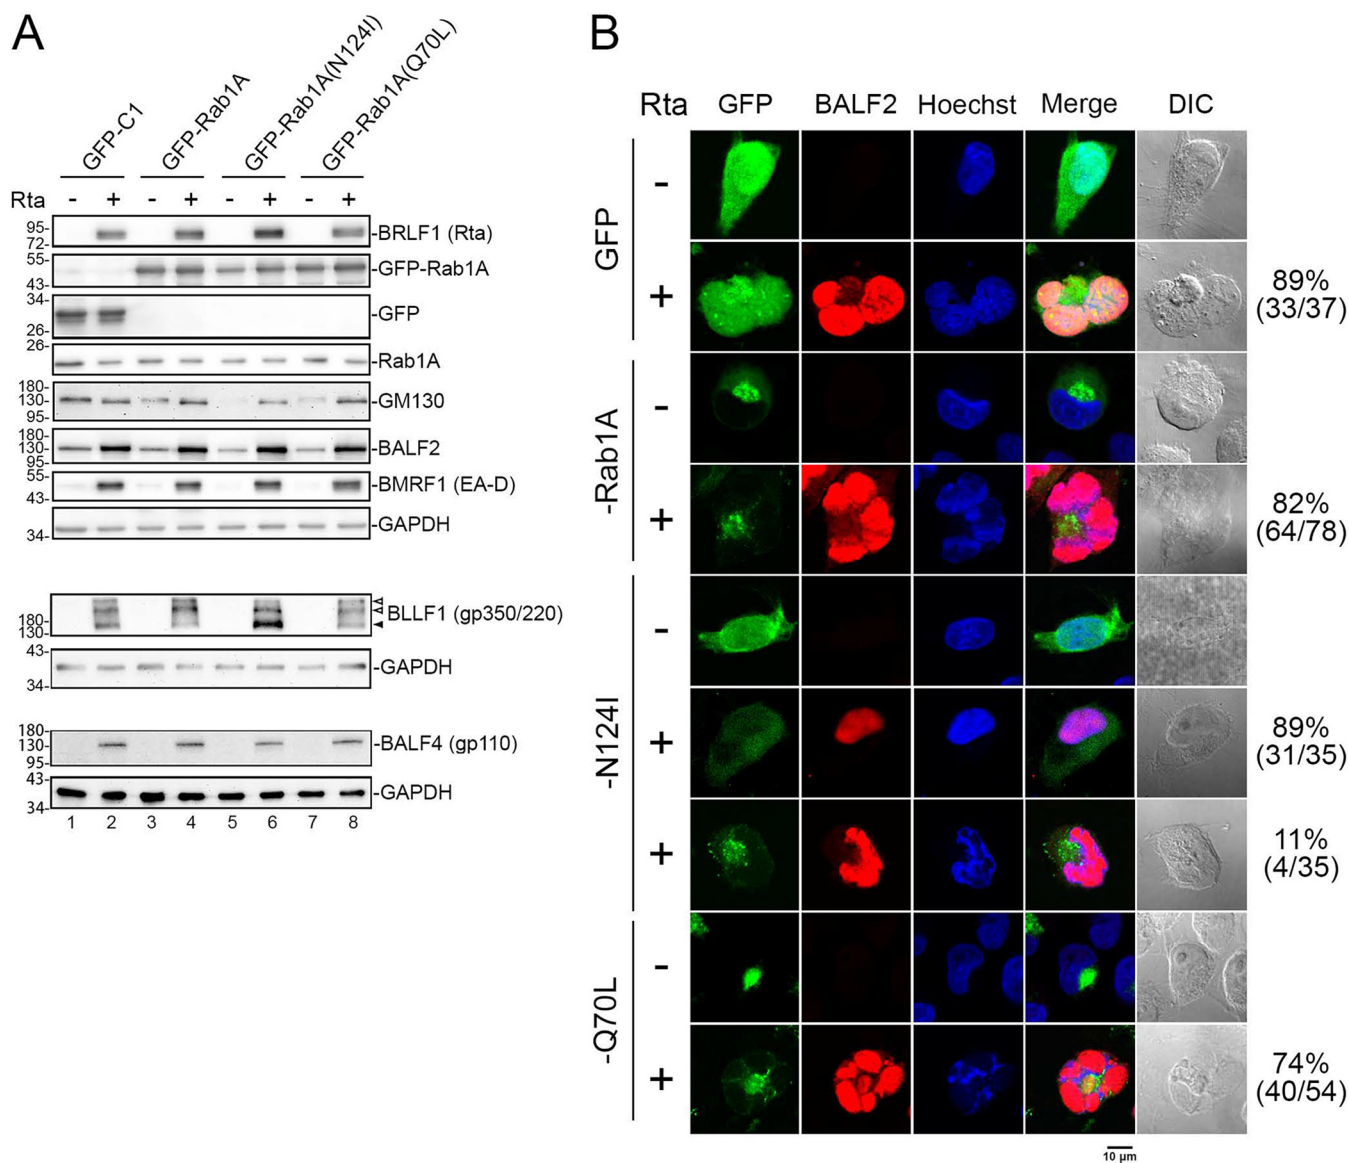 A
GFP-C1
GFP-Rab1A
GFP-Rab1A(N124I)
GFP-Rab1A(Q70L)
Rta - + - + - + - +
95-
72-
-BRLF1 (Rta)
55-
43-
-GFP-Rab1A
34-
26-
-GFP
26-
-Rab1A
180-
130-
95-
-GM130
180-
130-
95-
-BALF2
55-
43-
-BMRF1 (EA-D)
34-
-GAPDH
180-
130-
BLLF1 (gp350/220)
43-
34-
-GAPDH
180-
130-
95-
-BALF4 (gp110)
43-
34-
-GAPDH
1 2 3 4 5 6 7 8
B
Rta GFP BALF2 Hoechst Merge DIC
GFP
-
+
89%
(33/37)
-Rab1A
-
+
82%
(64/78)
-N124I
-
+
89%
(31/35)
+
11%
(4/35)
-Q70L
-
+
74%
(40/54)
10 µm